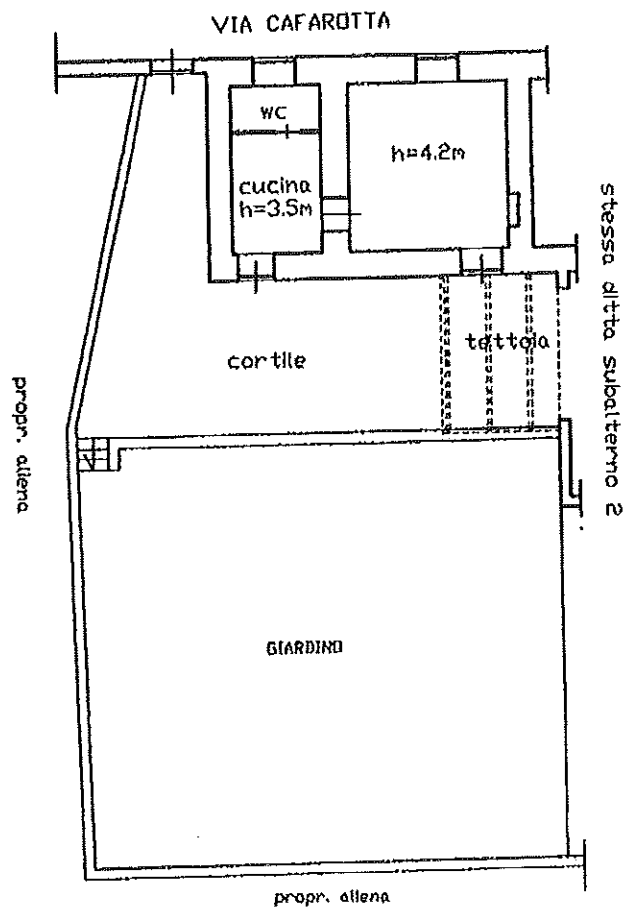 VIA CAFAROTTA
WC
h=4.2m
cucina
h=3.5m
stessa ditta subalterno 2
tettoia
cortile
propr. aliena
GIARDINO
propr. aliena